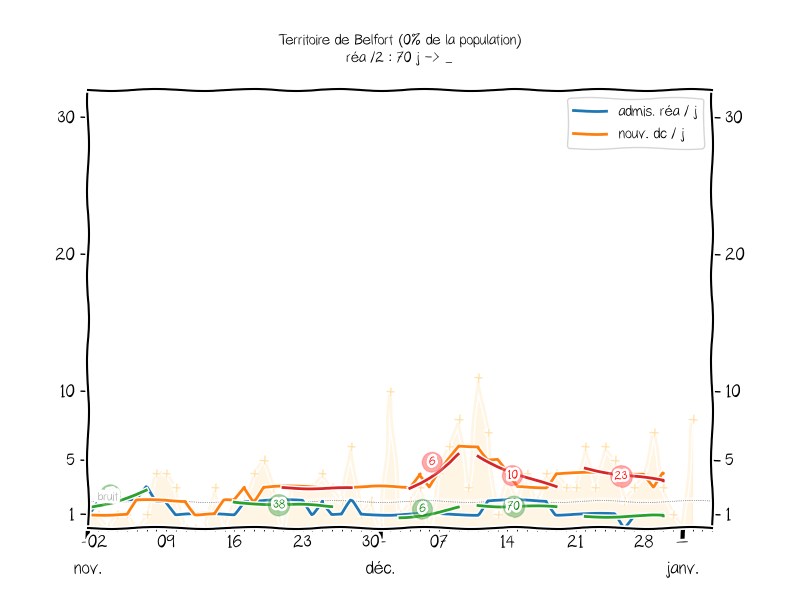 Territoire de Belfort (0% de la population)
réa /2 : 70 j -> _
admis. réa / j
nouv. dc / j
30 30
20 20
10 10
5 5
1 1
6
10
23
bruit
38
6
70
02 09 16 23 30 07 14 21 28 _
nov. déc. janv.